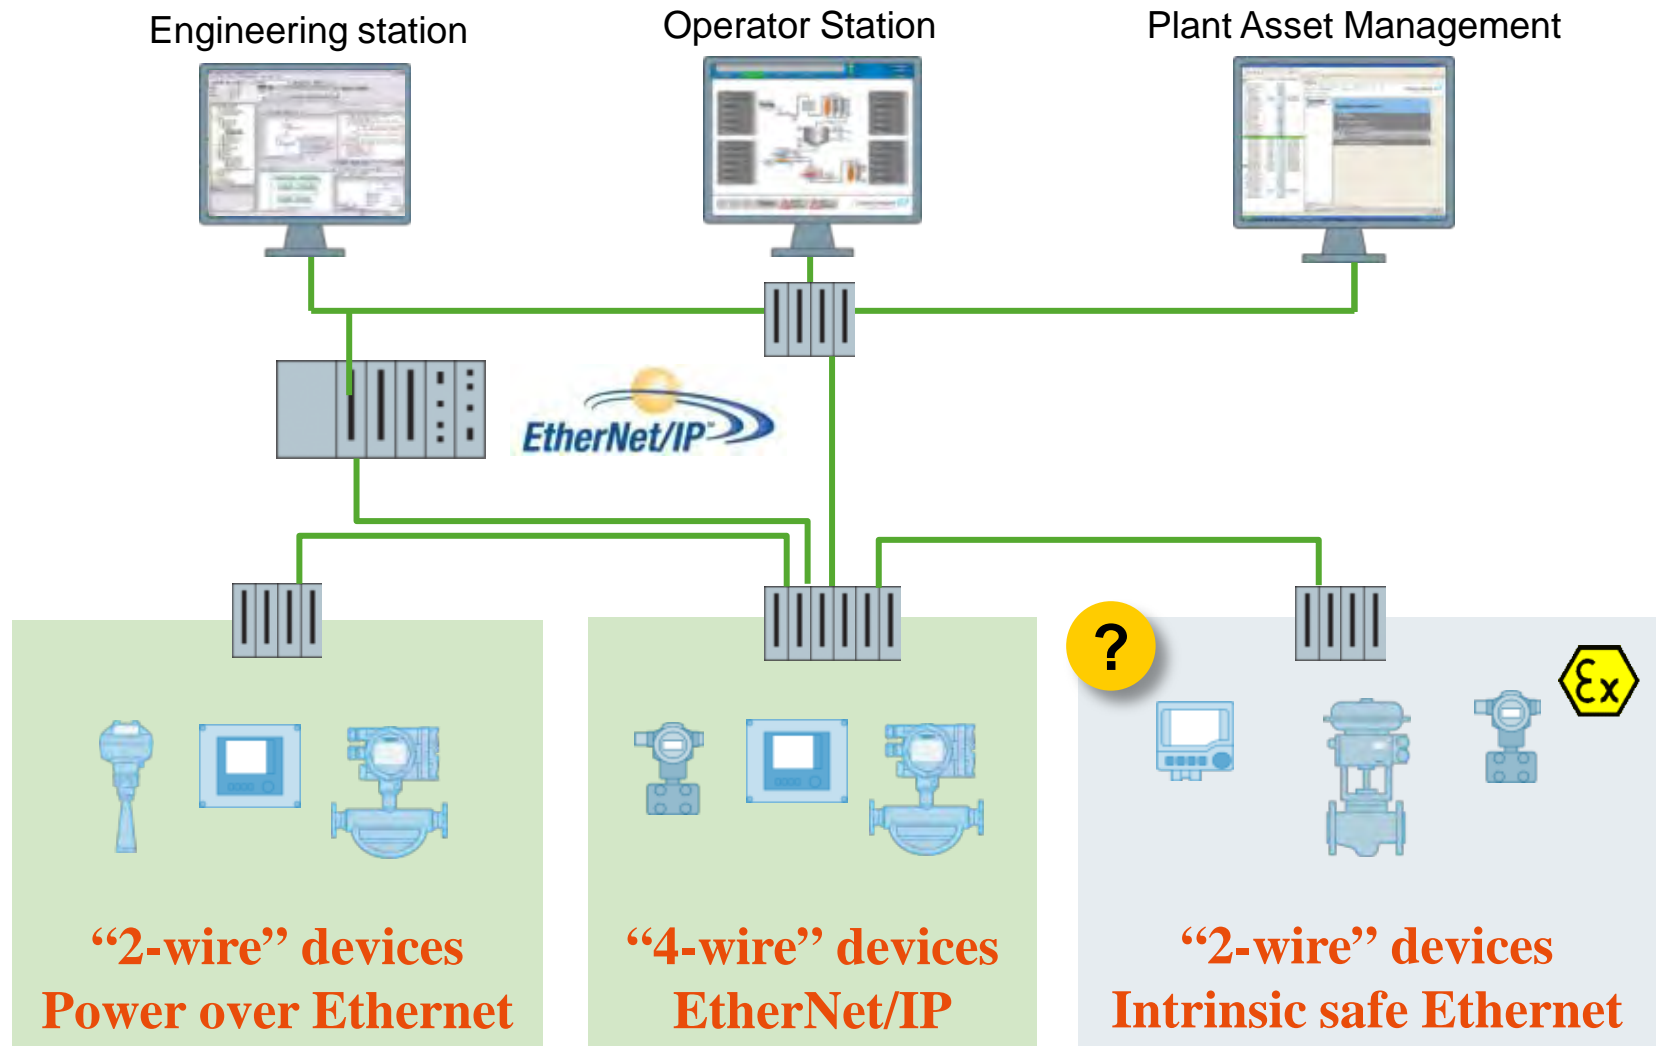 Engineering station
Operator Station
Plant Asset Management
EtherNet/IP™
?
Ex
“2-wire” devices
Power over Ethernet
“4-wire” devices
EtherNet/IP
“2-wire” devices
Intrinsic safe Ethernet